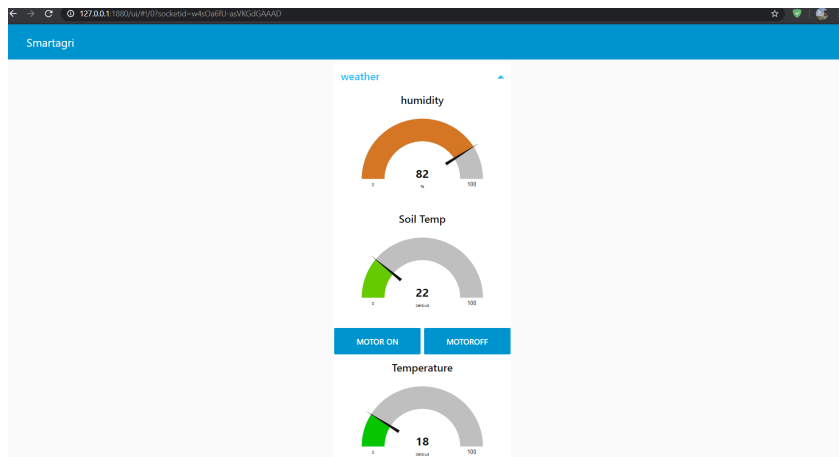 127.0.0.1:1880/ui/#!/0?socketid=w4sOa6fU-asVKGdGAAAD
Smartagri
weather
humidity
82
0 % 100
Soil Temp
22
0 celsius 100
MOTOR ON MOTOROFF
Temperature
18
0 celsius 100